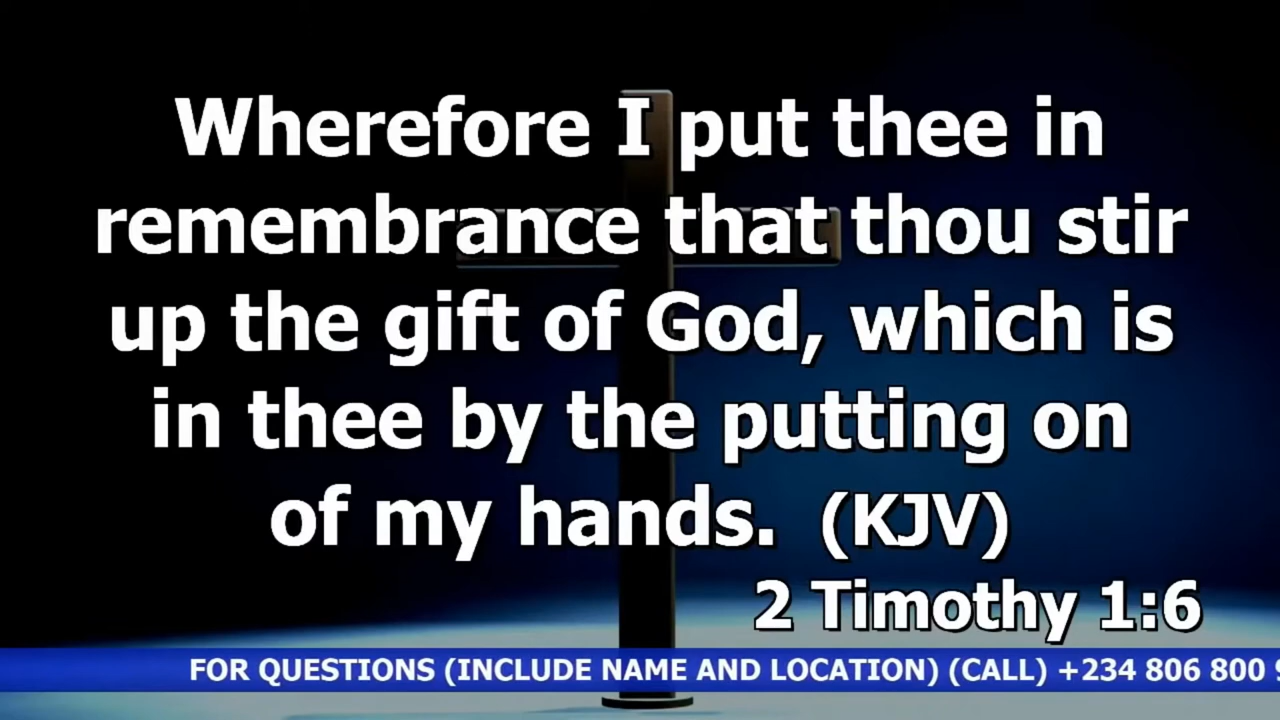 Wherefore I put thee in
remembrance that thou stir
up the gift of God, which is
in thee by the putting on
of my hands. (KJV)
2 Timothy 1:6
FOR QUESTIONS (INCLUDE NAME AND LOCATION) (CALL) +234 806 800